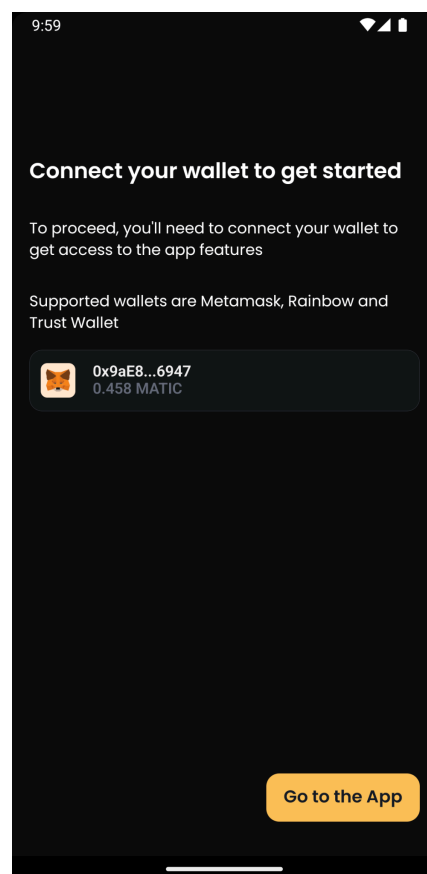 9:59
Connect your wallet to get started
To proceed, you'll need to connect your wallet to
get access to the app features
Supported wallets are Metamask, Rainbow and
Trust Wallet
0x9aE8...6947
0.458 MATIC
Go to the App